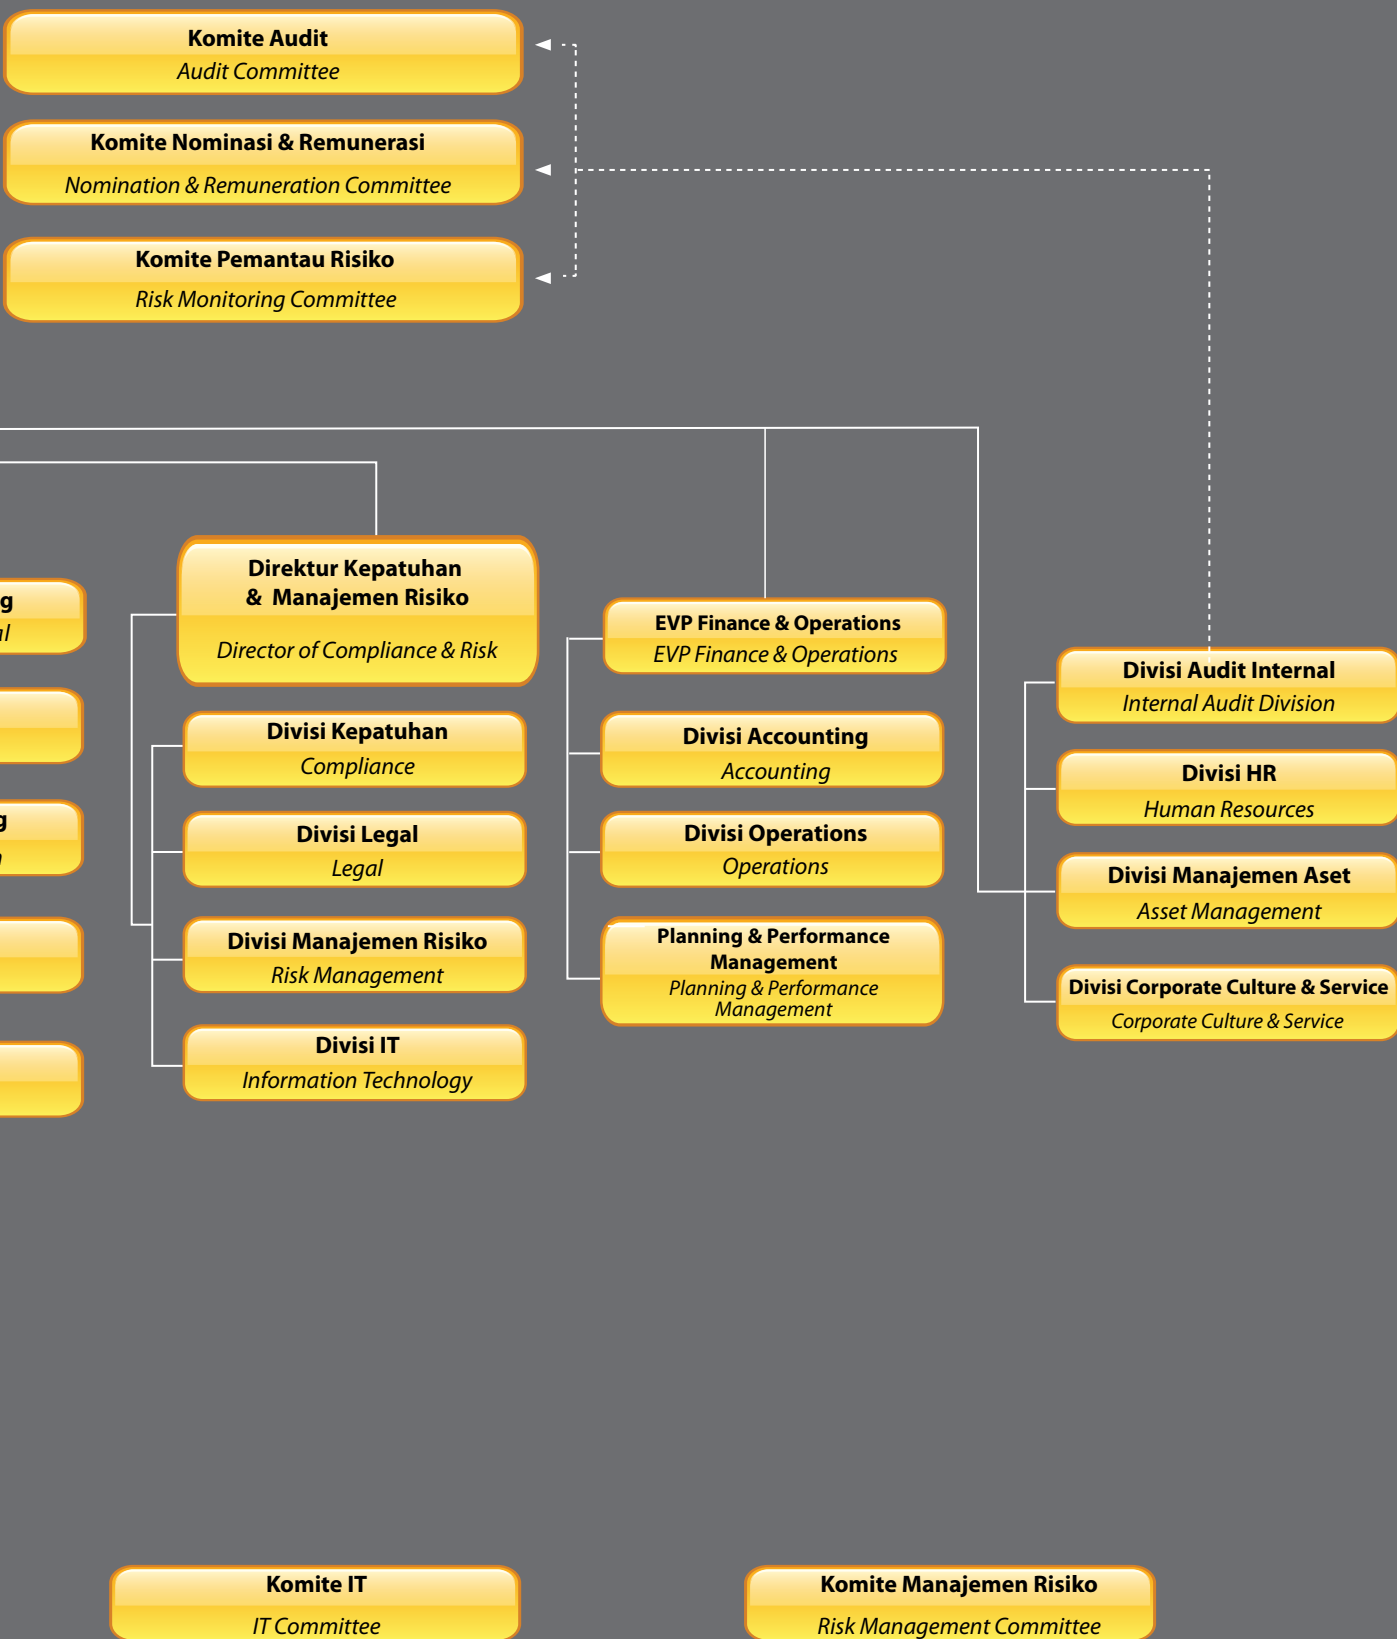 Komite Audit
Audit Committee
Komite Nominasi & Remunerasi
Nomination & Remuneration Committee
Komite Pemantau Risiko
Risk Monitoring Committee
Direktur Kepatuhan
& Manajemen Risiko
Director of Compliance & Risk
Divisi Kepatuhan
Compliance
Divisi Legal
Legal
Divisi Manajemen Risiko
Risk Management
Divisi IT
Information Technology
EVP Finance & Operations
EVP Finance & Operations
Divisi Accounting
Accounting
Divisi Operations
Operations
Planning & Performance
Management
Planning & Performance
Management
Divisi Audit Internal
Internal Audit Division
Divisi HR
Human Resources
Divisi Manajemen Aset
Asset Management
Divisi Corporate Culture & Service
Corporate Culture & Service
Komite IT
IT Committee
Komite Manajemen Risiko
Risk Management Committee